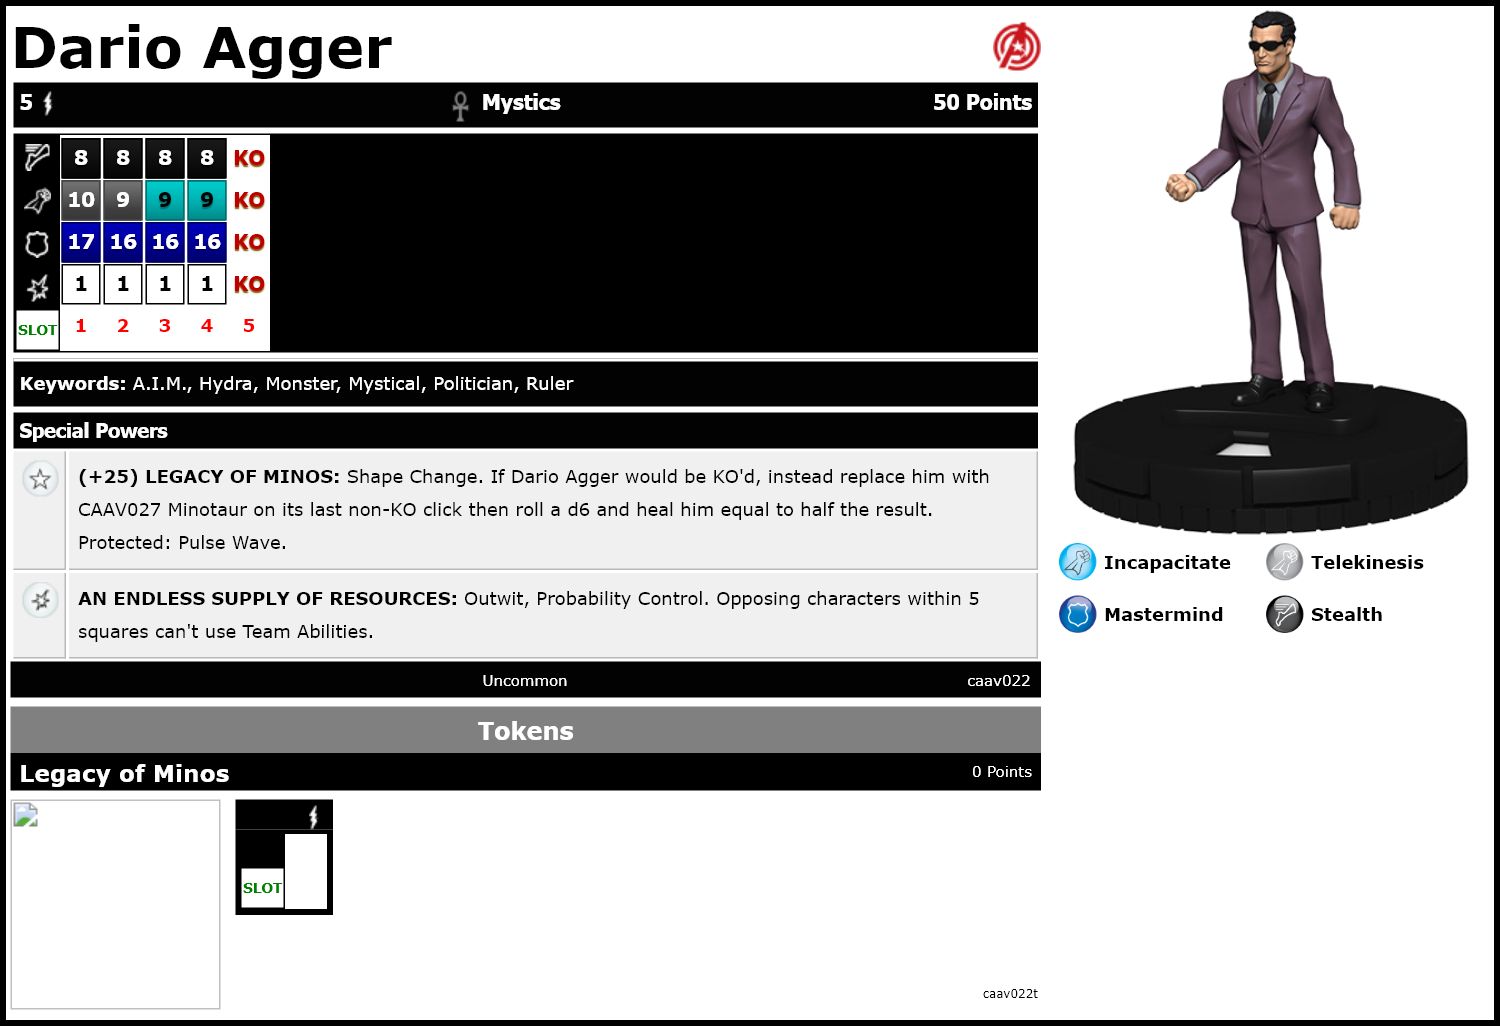 Dario Agger
5 Mystics 50 Points
8 8 8 8 KO
10 9 9 9 KO
17 16 16 16 KO
1 1 1 1 KO
SLOT 1 2 3 4 5
Keywords: A.I.M., Hydra, Monster, Mystical, Politician, Ruler
Special Powers
(+25) LEGACY OF MINOS: Shape Change. If Dario Agger would be KO'd, instead replace him with
CAAV027 Minotaur on its last non-KO click then roll a d6 and heal him equal to half the result.
Protected: Pulse Wave.
AN ENDLESS SUPPLY OF RESOURCES: Outwit, Probability Control. Opposing characters within 5
squares can't use Team Abilities.
Uncommon caav022
Incapacitate Telekinesis
Mastermind Stealth
Tokens
Legacy of Minos 0 Points
SLOT
caav022t